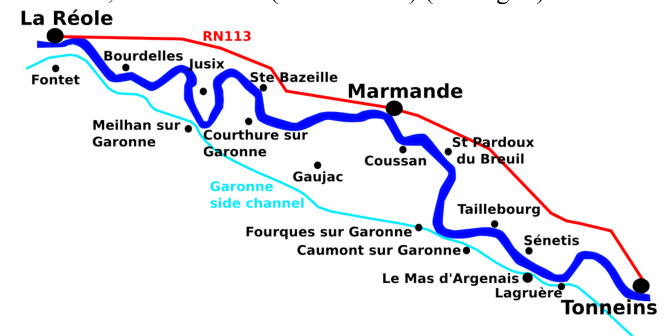 La Réole
RN113
Bourdelles
Jusix
Ste Bazeille
Fontet
Marmande
Meilhan sur
Garonne
Courthure sur
Garonne
St Pardoux
du Breuil
Coussan
Gaujac
Garonne
side channel
Taillebourg
Fourques sur Garonne
Sénetis
Caumont sur Garonne
Le Mas d'Argenais
Lagruère
Tonneins